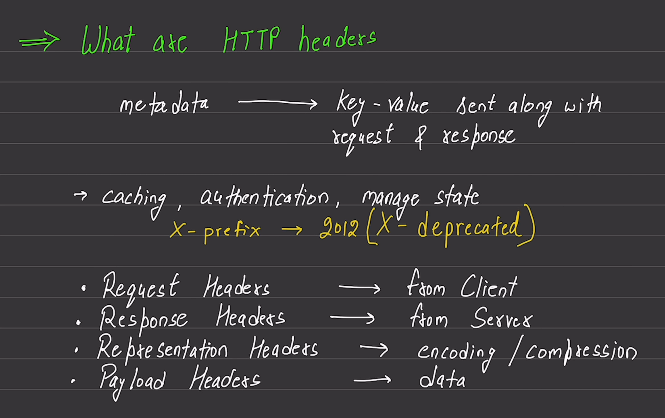 ⇒ What are HTTP headers
metadata → key-value sent along with
request & response
→ caching, authentication, manage state
X-prefix → 2012 (X- deprecated)
• Request Headers → from Client
• Response Headers → from Server
• Representation Headers → encoding / compression
• Payload Headers → data